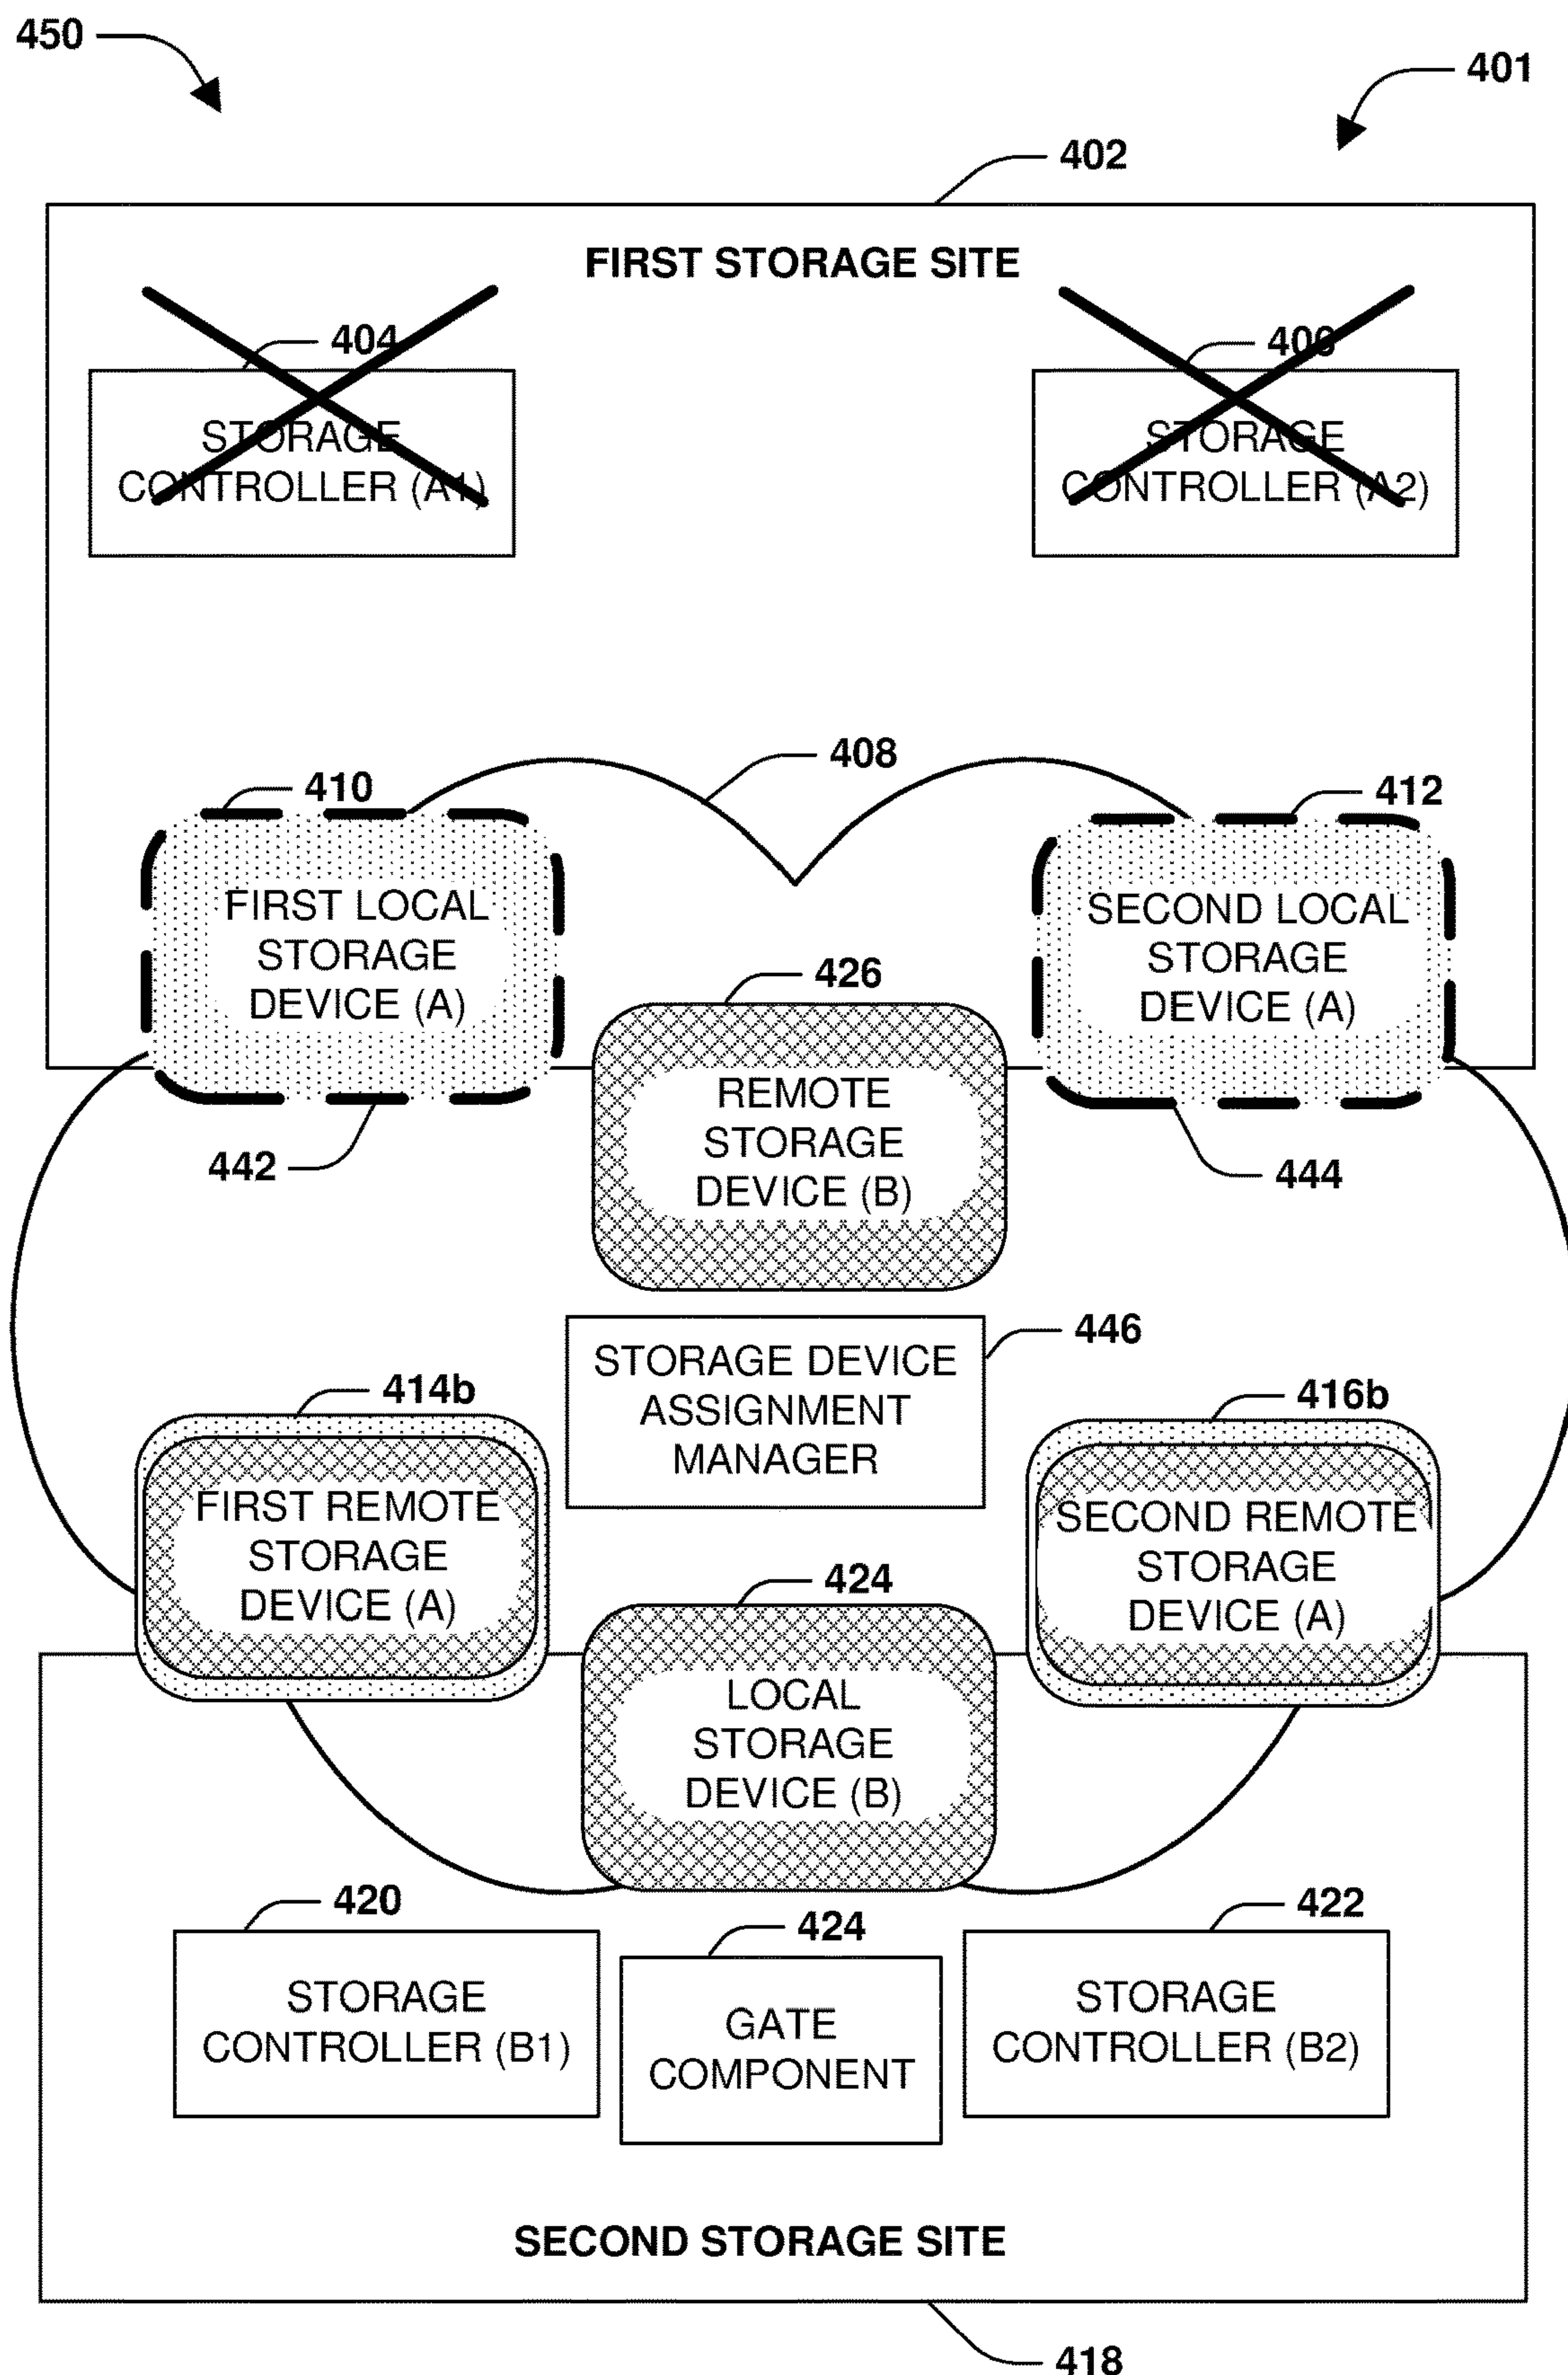 450
401
402
FIRST STORAGE SITE
404
406
STORAGE
CONTROLLER (A1)
STORAGE
CONTROLLER (A2)
408
410
412
FIRST LOCAL
STORAGE
DEVICE (A)
SECOND LOCAL
STORAGE
DEVICE (A)
426
REMOTE
STORAGE
DEVICE (B)
442
444
446
STORAGE DEVICE
ASSIGNMENT
MANAGER
414b
416b
FIRST REMOTE
STORAGE
DEVICE (A)
SECOND REMOTE
STORAGE
DEVICE (A)
424
LOCAL
STORAGE
DEVICE (B)
420
424
422
STORAGE
CONTROLLER (B1)
GATE
COMPONENT
STORAGE
CONTROLLER (B2)
SECOND STORAGE SITE
418